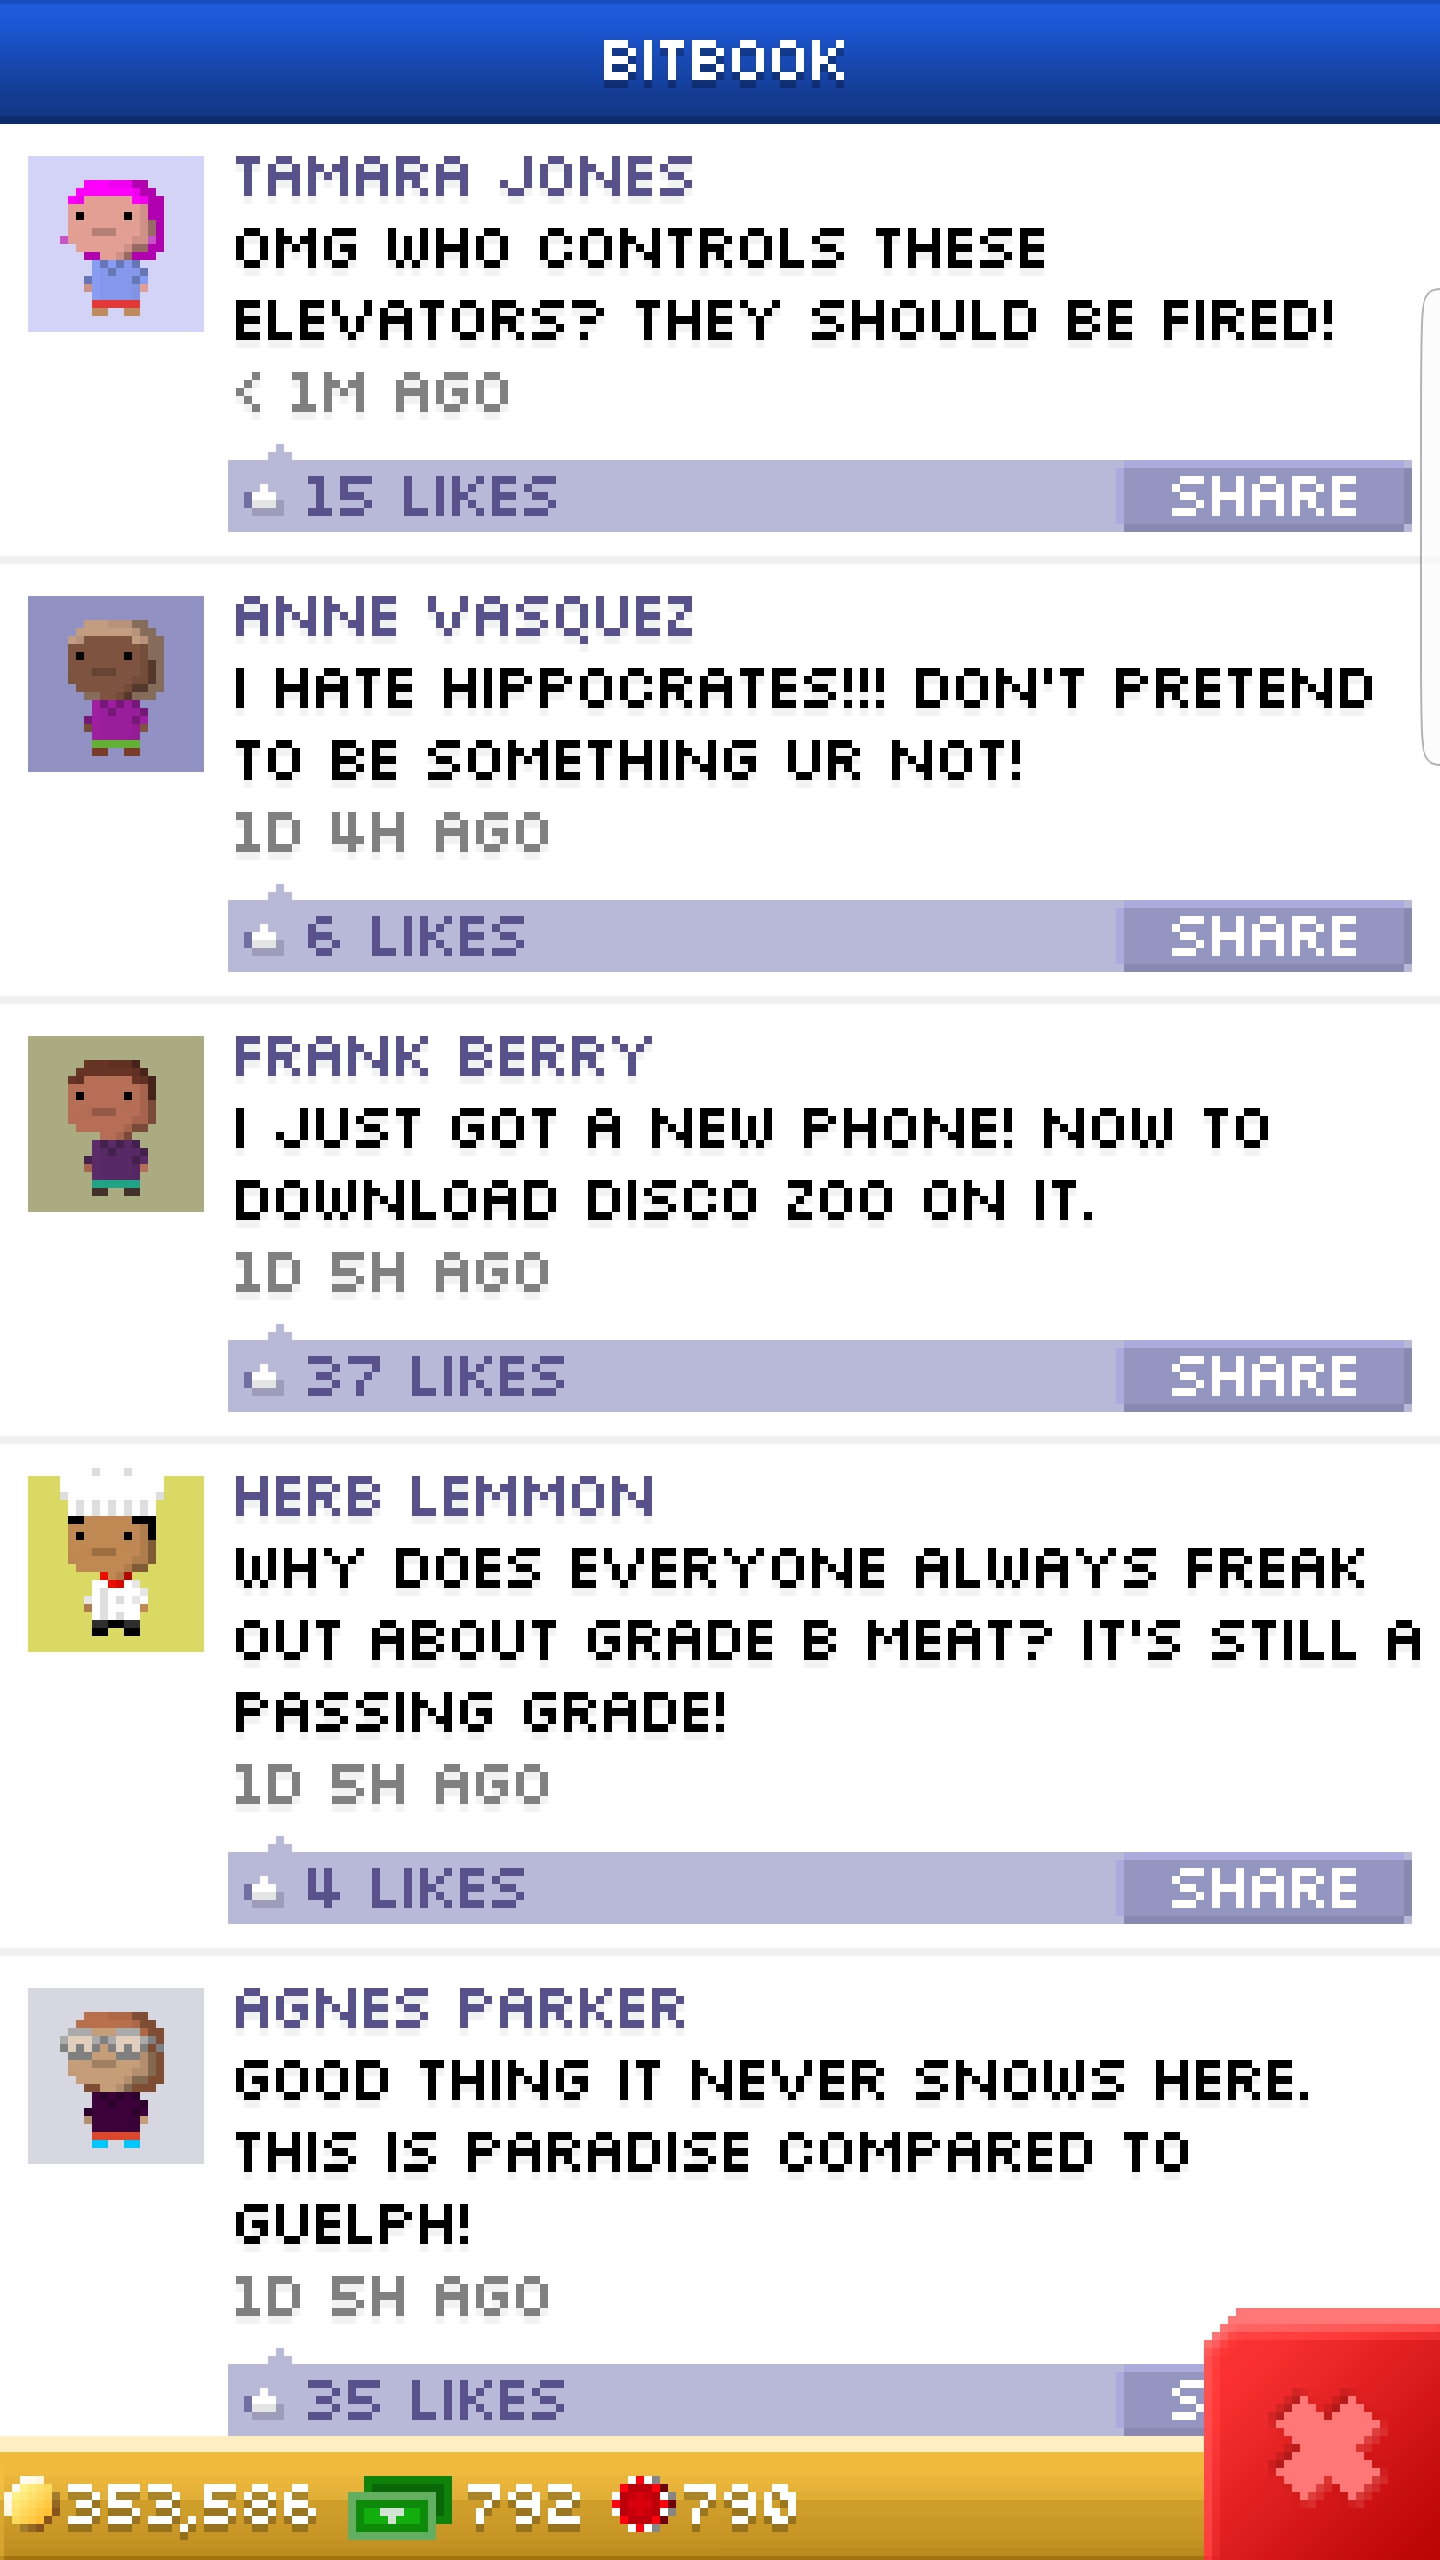 BITBOOK
TAMARA JONES
OMG WHO CONTROLS THESE
ELEVATORS? THEY SHOULD BE FIRED!
< 1M AGO
15 LIKES SHARE
ANNE VASQUEZ
I HATE HIPPOCRATES!!! DON'T PRETEND
TO BE SOMETHING UR NOT!
1D 4H AGO
6 LIKES SHARE
FRANK BERRY
I JUST GOT A NEW PHONE! NOW TO
DOWNLOAD DISCO ZOO ON IT.
1D 5H AGO
37 LIKES SHARE
HERB LEMMON
WHY DOES EVERYONE ALWAYS FREAK
OUT ABOUT GRADE B MEAT? IT'S STILL A
PASSING GRADE!
1D 5H AGO
4 LIKES SHARE
AGNES PARKER
GOOD THING IT NEVER SNOWS HERE.
THIS IS PARADISE COMPARED TO
GUELPH!
1D 5H AGO
35 LIKES S
353,586 792 790